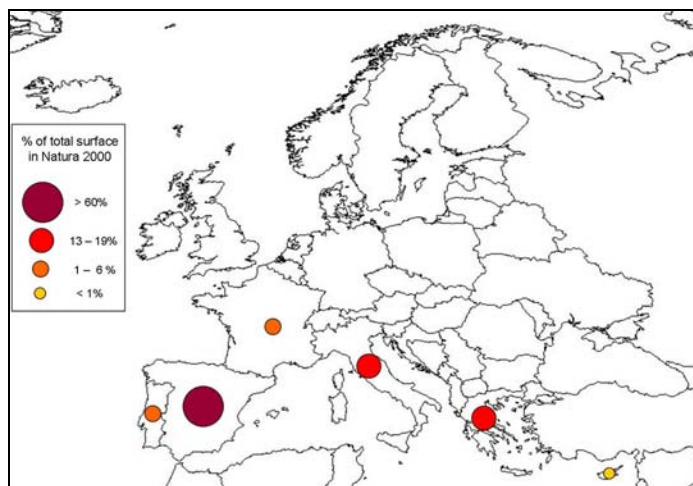 % of total surface
in Natura 2000
> 60%
13 – 19%
1 – 6 %
< 1%